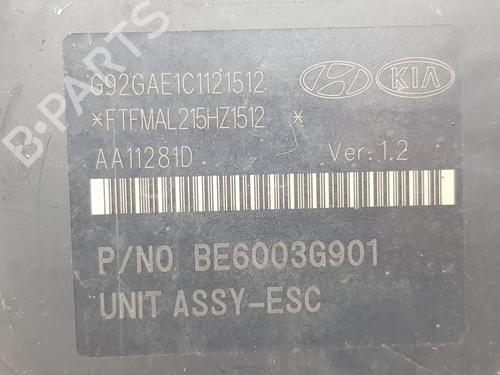 G92GAE1C1121512
KIA
*FTFMAL215HZ1512 *
AA11281D Ver.1.2
P/NO BE6003G901
UNIT ASSY-ESC
B-PARTS